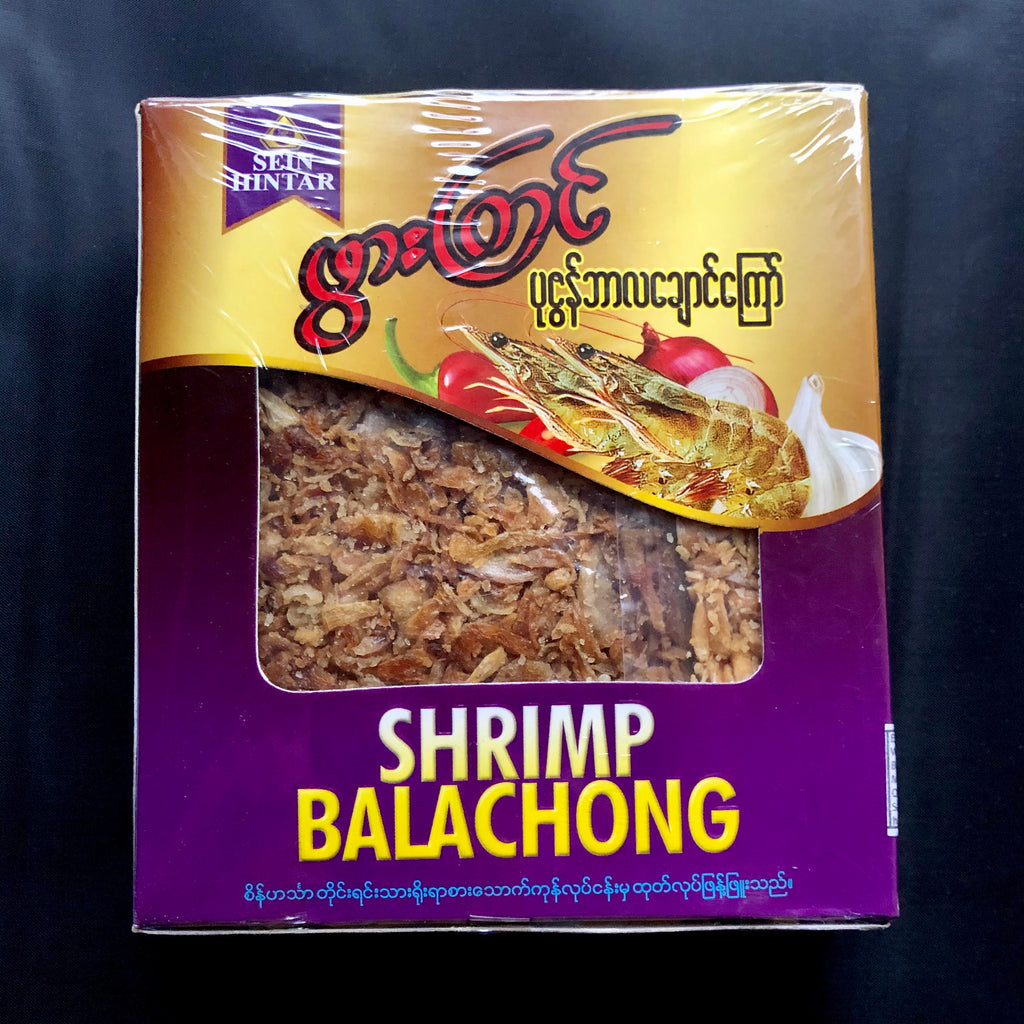 SEIN
HINTAR
ဖွားကြင်
ပုဇွန်ဘာလချောင်ကြော်
SHRIMP
BALACHONG
စိန်ဟင်္သာ တိုင်းရင်းသားရိုးရာစားသောက်ကုန်လုပ်ငန်းမှ ထုတ်လုပ်ဖြန့်ဖြူးသည်။